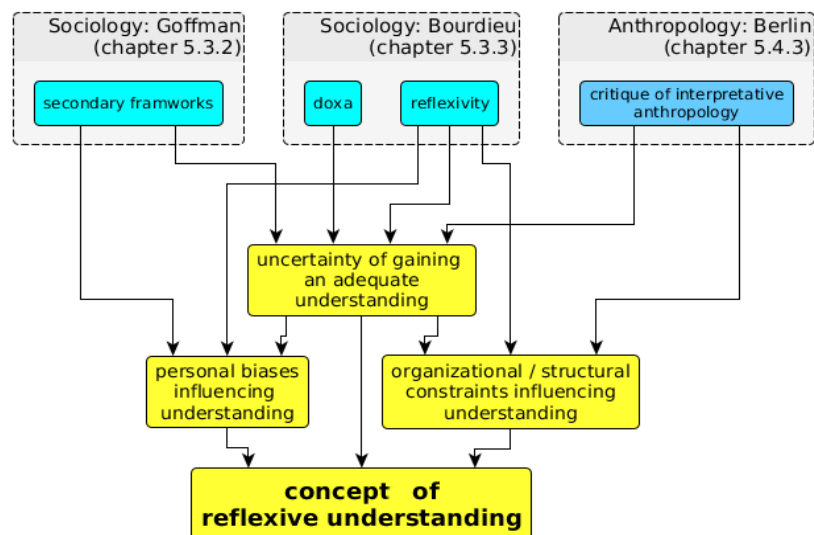 Sociology: Goffman
(chapter 5.3.2)
Sociology: Bourdieu
(chapter 5.3.3)
Anthropology: Berlin
(chapter 5.4.3)
secondary framworks
doxa
reflexivity
critique of interpretative
anthropology
uncertainty of gaining
an adequate
understanding
personal biases
influencing
understanding
organizational / structural
constraints influencing
understanding
concept of
reflexive understanding